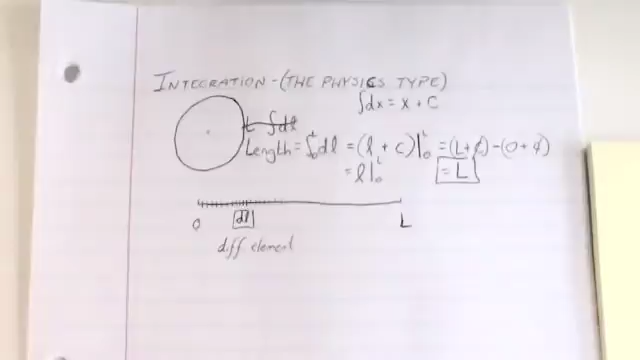 INTEGRATION - (THE PHYSICS TYPE)
∫dx = x + C
L ∫dl
Length = ∫₀ᴸ dl = (l + C)|₀ᴸ = (L + C) - (0 + C)
= l|₀ᴸ = L
0 dl L
diff element